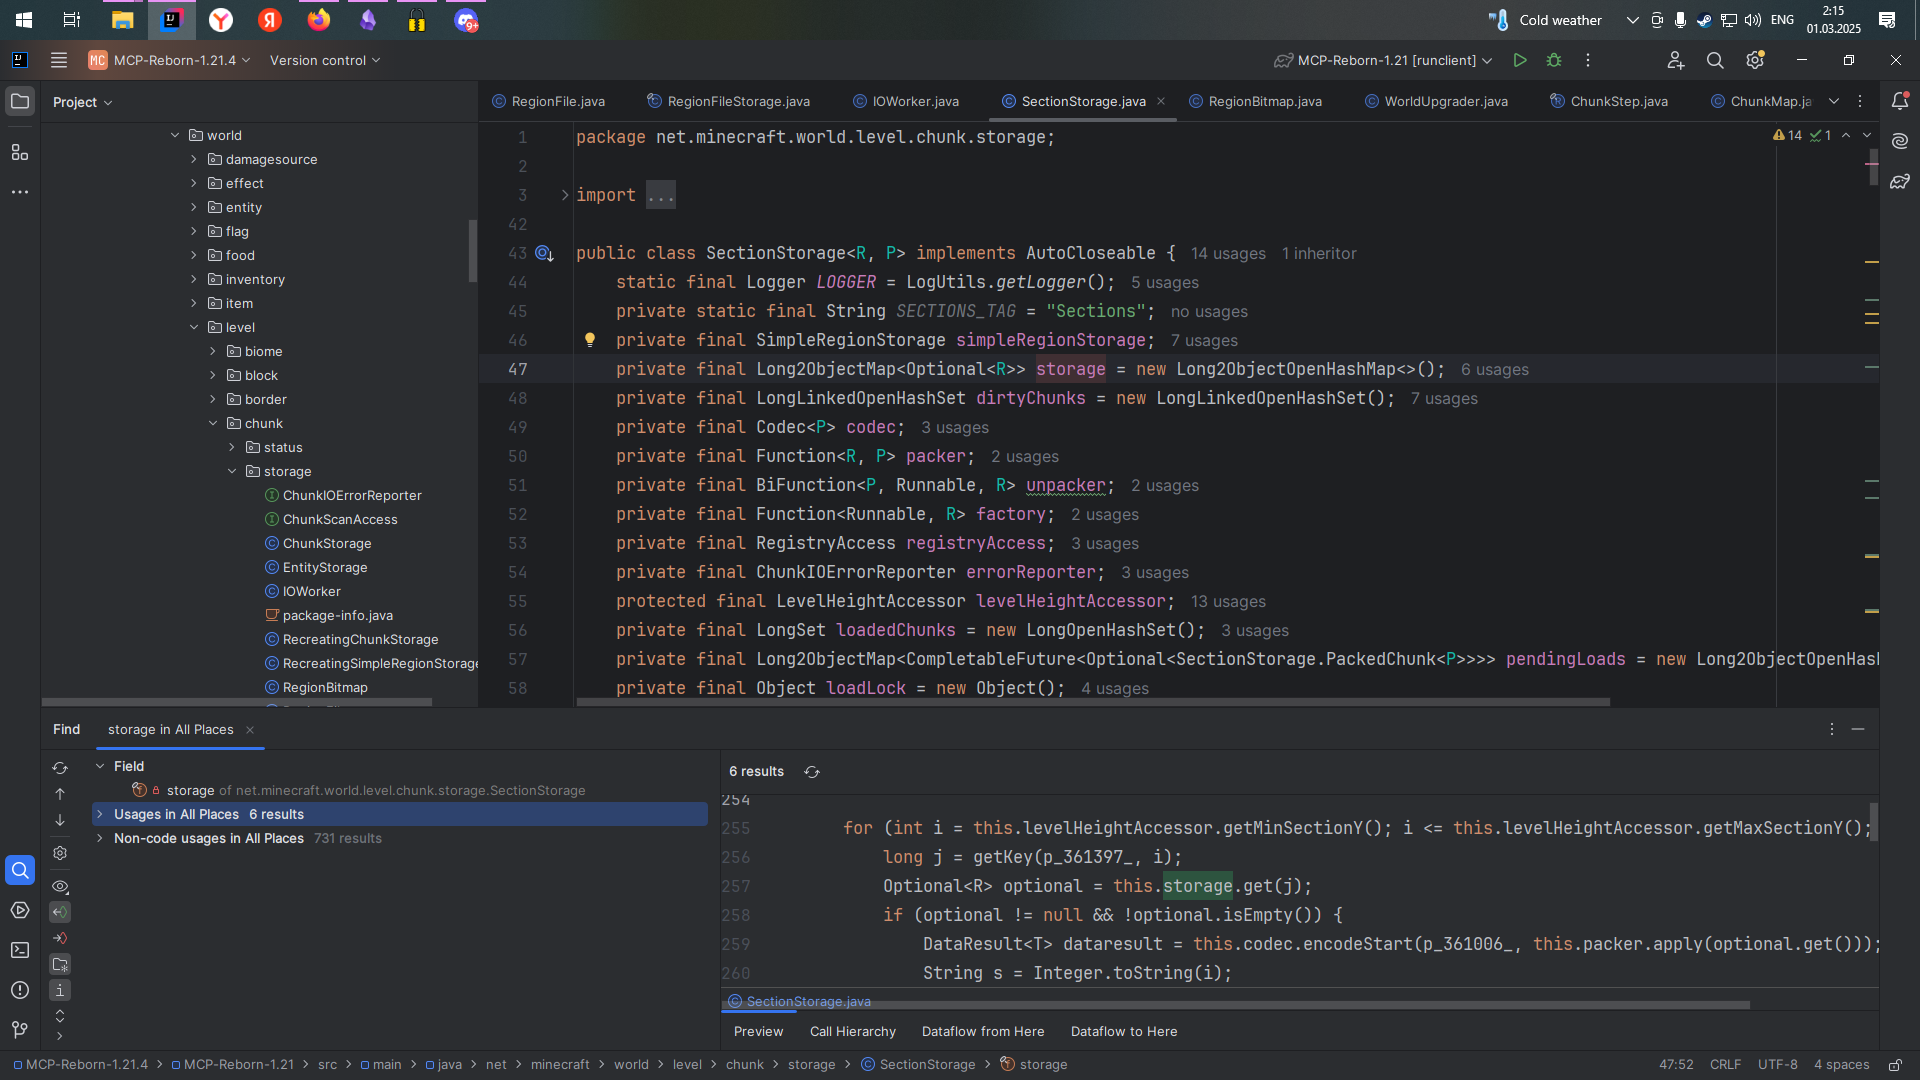 Cold weather
ENG
2:15
01.03.2025
9+
MC MCP-Reborn-1.21.4
Version control
MCP-Reborn-1.21 [runclient]
Project
RegionFile.java
RegionFileStorage.java
IOWorker.java
SectionStorage.java
RegionBitmap.java
WorldUpgrader.java
ChunkStep.java
ChunkMap.ja
world
damagesource
effect
entity
flag
food
inventory
item
level
biome
block
border
chunk
status
storage
ChunkIOErrorReporter
ChunkScanAccess
ChunkStorage
EntityStorage
IOWorker
package-info.java
RecreatingChunkStorage
RecreatingSimpleRegionStorage
RegionBitmap
14 1
1 package net.minecraft.world.level.chunk.storage;
2
3 import ...
42
43 public class SectionStorage<R, P> implements AutoCloseable { 14 usages 1 inheritor
44 static final Logger LOGGER = LogUtils.getLogger(); 5 usages
45 private static final String SECTIONS_TAG = "Sections"; no usages
46 private final SimpleRegionStorage simpleRegionStorage; 7 usages
47 private final Long2ObjectMap<Optional<R>> storage = new Long2ObjectOpenHashMap<>(); 6 usages
48 private final LongLinkedOpenHashSet dirtyChunks = new LongLinkedOpenHashSet(); 7 usages
49 private final Codec<P> codec; 3 usages
50 private final Function<R, P> packer; 2 usages
51 private final BiFunction<P, Runnable, R> unpacker; 2 usages
52 private final Function<Runnable, R> factory; 2 usages
53 private final RegistryAccess registryAccess; 3 usages
54 private final ChunkIOErrorReporter errorReporter; 3 usages
55 protected final LevelHeightAccessor levelHeightAccessor; 13 usages
56 private final LongSet loadedChunks = new LongOpenHashSet(); 3 usages
57 private final Long2ObjectMap<CompletableFuture<Optional<SectionStorage.PackedChunk<P>>>> pendingLoads = new Long2ObjectOpenHas
58 private final Object loadLock = new Object(); 4 usages
Find
storage in All Places
Field
storage of net.minecraft.world.level.chunk.storage.SectionStorage
Usages in All Places 6 results
Non-code usages in All Places 731 results
6 results
254
255 for (int i = this.levelHeightAccessor.getMinSectionY(); i <= this.levelHeightAccessor.getMaxSectionY();
256 long j = getKey(p_361397_, i);
257 Optional<R> optional = this.storage.get(j);
258 if (optional != null && !optional.isEmpty()) {
259 DataResult<T> dataresult = this.codec.encodeStart(p_361006_, this.packer.apply(optional.get()));
260 String s = Integer.toString(i);
SectionStorage.java
Preview
Call Hierarchy
Dataflow from Here
Dataflow to Here
MCP-Reborn-1.21.4 > MCP-Reborn-1.21 > src > main > java > net > minecraft > world > level > chunk > storage > SectionStorage > storage
47:52
CRLF
UTF-8
4 spaces